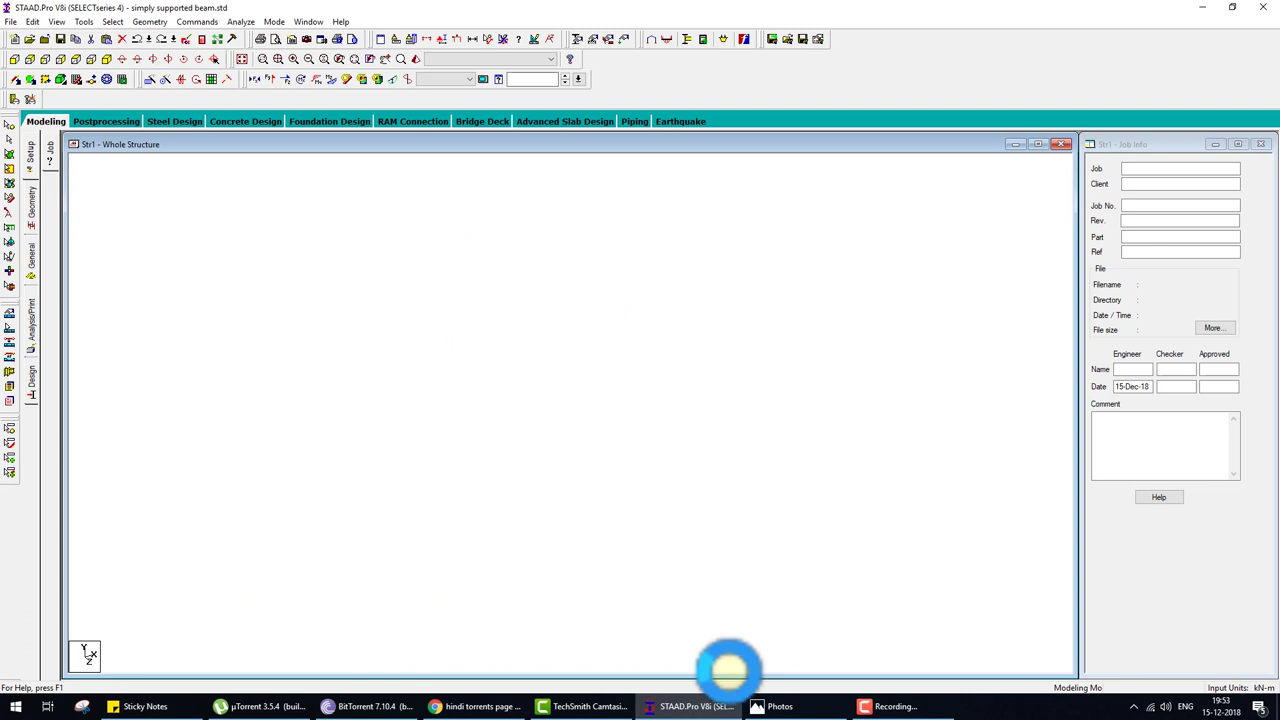 STAAD.Pro V8i (SELECTseries 4) - simply supported beam.std
File Edit View Tools Select Geometry Commands Analyze Mode Window Help
Modeling Postprocessing Steel Design Concrete Design Foundation Design RAM Connection Bridge Deck Advanced Slab Design Piping Earthquake
Setup
Job
Geometry
General
Analysis/Print
Design
Str1 - Whole Structure
Str1 - Job Info
Job
Client
Job No.
Rev.
Part
Ref
File
Filename :
Directory :
Date / Time :
File size :
More...
Engineer Checker Approved
Name
Date 15-Dec-18
Comment
Help
Y
X
Z
For Help, press F1
Modeling Mo
Input Units: kN-m
Sticky Notes
µTorrent 3.5.4 (buil...
BitTorrent 7.10.4 (b...
hindi torrents page ...
TechSmith Camtasi...
STAAD.Pro V8i (SEL...
Photos
Recording...
ENG
19:53
15-12-2018